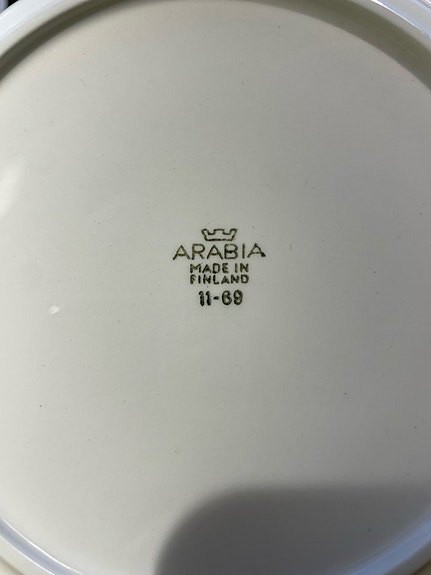 ARABIA
MADE IN
FINLAND
11-69